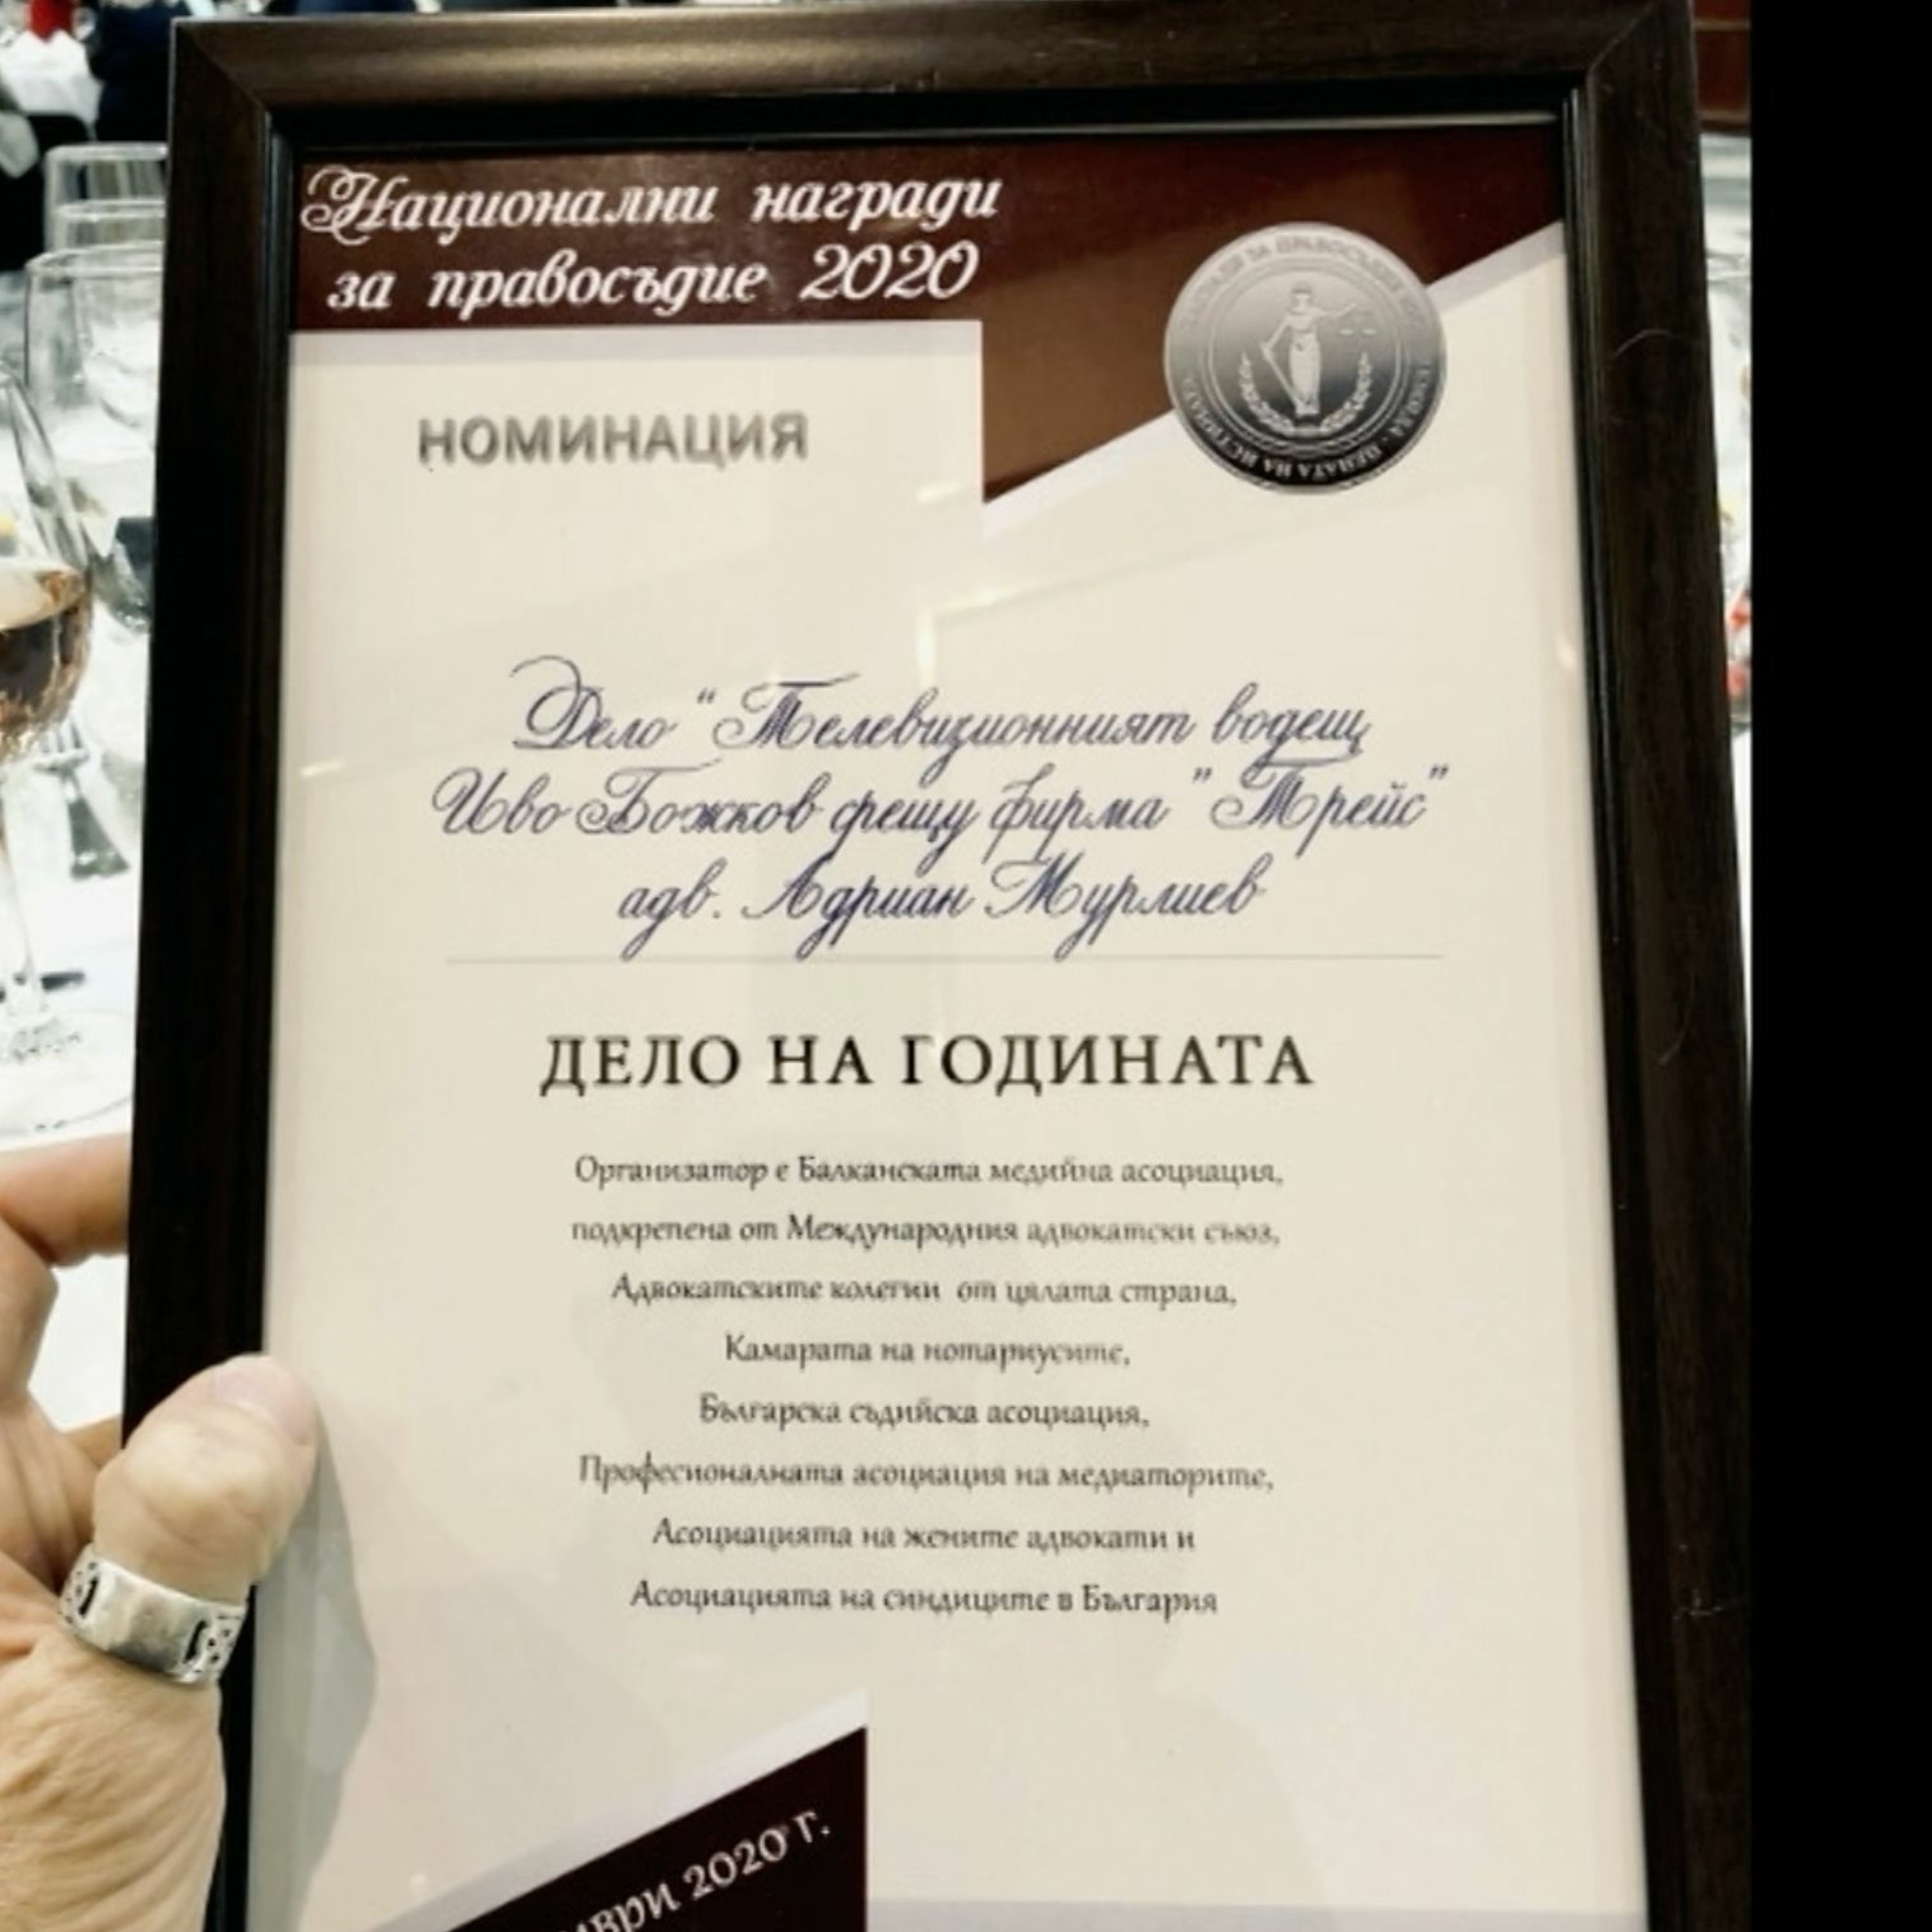 Национални награди
за правосъдие 2020
НОМИНАЦИЯ
Дело "Телевизионният водещ
Иво Божков срещу фирма "Трейс"
адв. Адриан Мурлиев
ДЕЛО НА ГОДИНАТА
Организатор е Балканската медийна асоциация,
подкрепена от Международния адвокатски съюз,
Адвокатските колегии от цялата страна,
Камарата на нотариусите,
Българска съдийска асоциация,
Професионалната асоциация на медиаторите,
Асоциацията на жените адвокати и
Асоциацията на синдиците в България
2020 г.